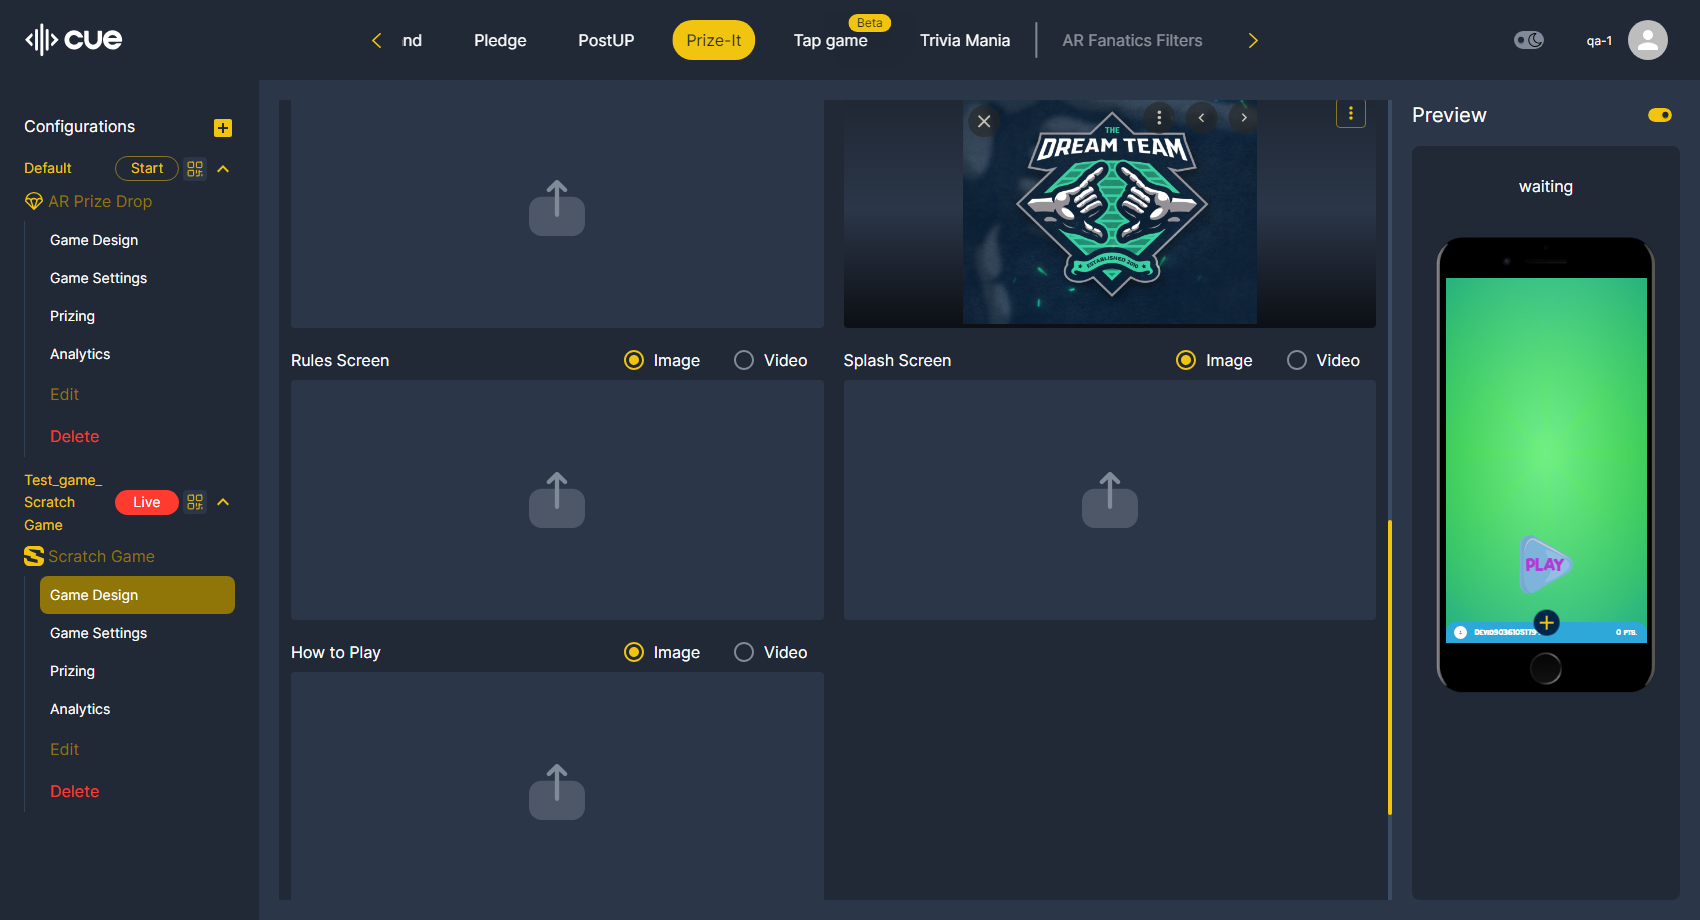 cue
nd
Pledge
PostUP
Prize-It
Beta
Tap game
Trivia Mania
AR Fanatics Filters
qa-1
Configurations
Default
Start
AR Prize Drop
Game Design
Game Settings
Prizing
Analytics
Edit
Delete
Test_game_
Scratch
Game
Live
Scratch Game
Game Design
Game Settings
Prizing
Analytics
Edit
Delete
THE
DREAM TEAM
Rules Screen
Image
Video
Splash Screen
Image
Video
How to Play
Image
Video
Preview
waiting
PLAY
0 PTS.